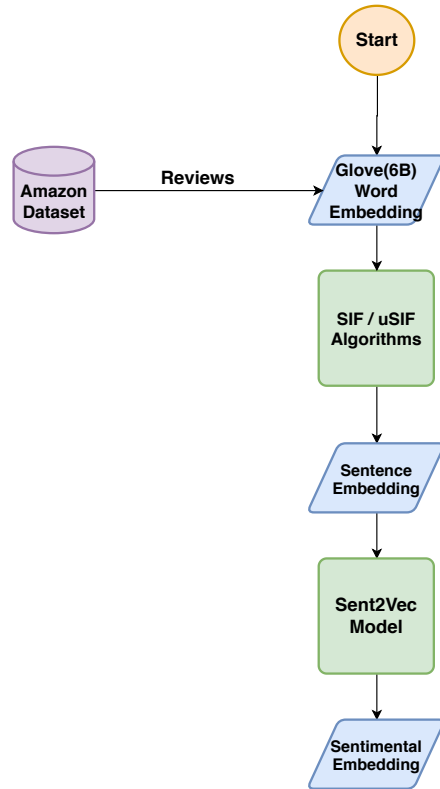 Start
Glove(6B)
Word
Embedding
Reviews
Amazon
Dataset
SIF / uSIF
Algorithms
Sentence
Embedding
Sent2Vec
Model
Sentimental
Embedding